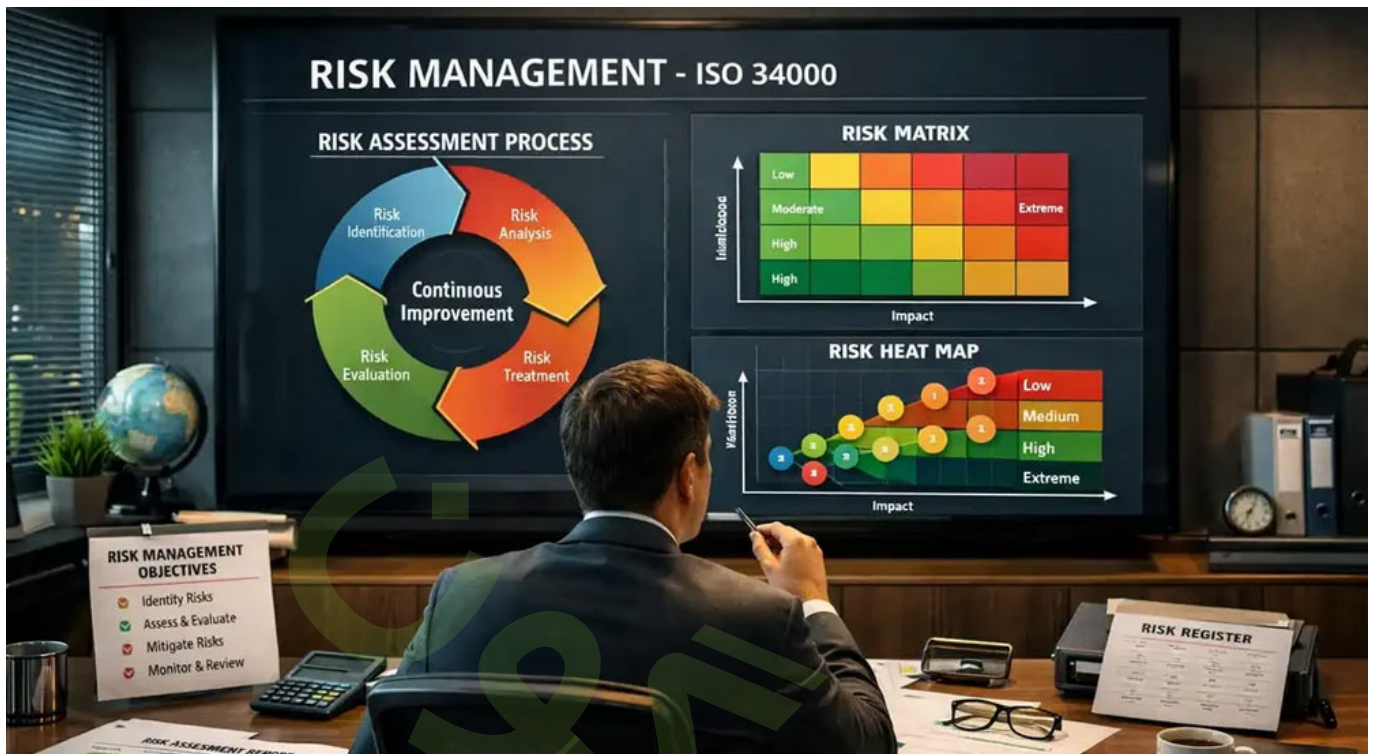 RISK MANAGEMENT - ISO 34000
RISK ASSESSMENT PROCESS
Risk
Identification
Risk
Analysis
Continious
Improvement
Risk
Evaluation
Risk
Treatment
RISK MATRIX
Low
Moderate
Extreme
High
High
Impact
RISK HEAT MAP
Low
Medium
High
Extreme
Impact
RISK MANAGEMENT
OBJECTIVES
Identity Risks
Assess & Evaluate
Mitigate Risks
Monitor & Review
RISK REGISTER
RISK ASSESMENT